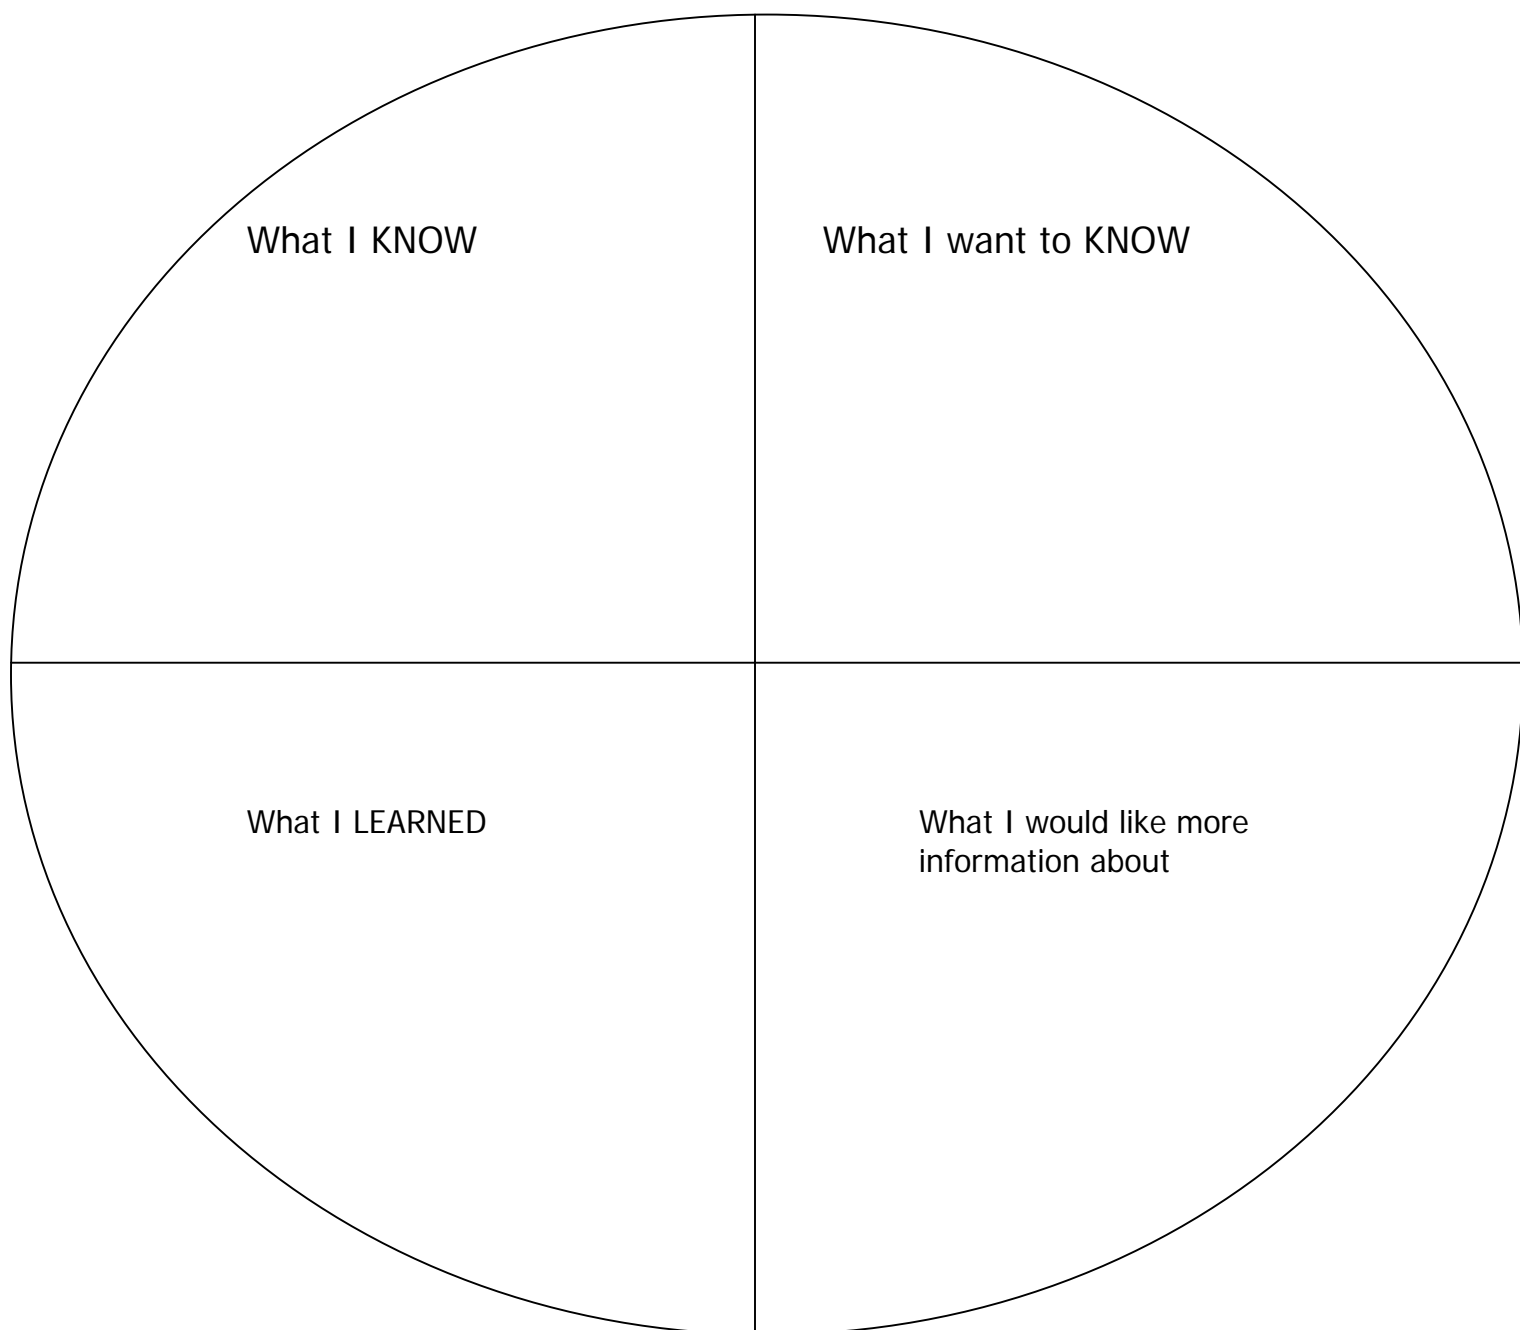 What I KNOW
What I want to KNOW
What I LEARNED
What I would like more
information about